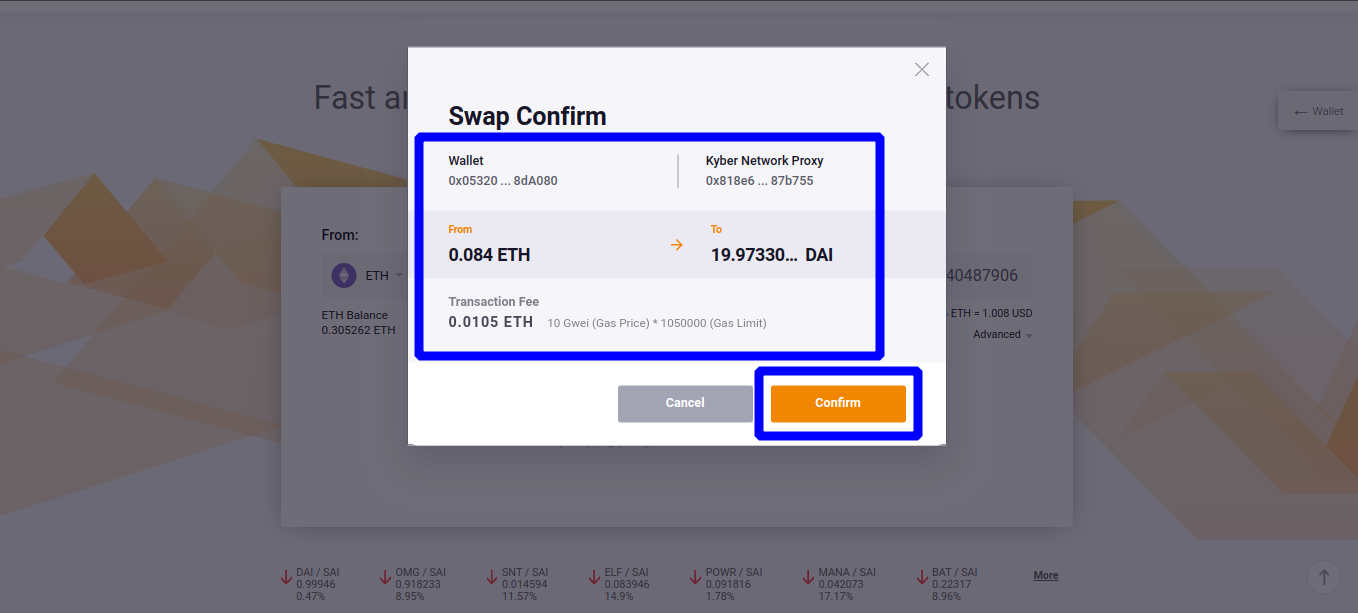 Fast a
tokens
← Wallet
Swap Confirm
Wallet
0x05320 ... 8dA080
Kyber Network Proxy
0x818e6 ... 87b755
From:
ETH
ETH Balance
0.305262 ETH
From
0.084 ETH
To
19.97330... DAI
40487906
ETH = 1.008 USD
Advanced
Transaction Fee
0.0105 ETH 10 Gwei (Gas Price) * 1050000 (Gas Limit)
Cancel
Confirm
DAI / SAI
0.99946
0.47%
OMG / SAI
0.918233
8.95%
SNT / SAI
0.014594
11.57%
ELF / SAI
0.083946
14.9%
POWR / SAI
0.091816
1.78%
MANA / SAI
0.042073
17.17%
BAT / SAI
0.22317
8.96%
More